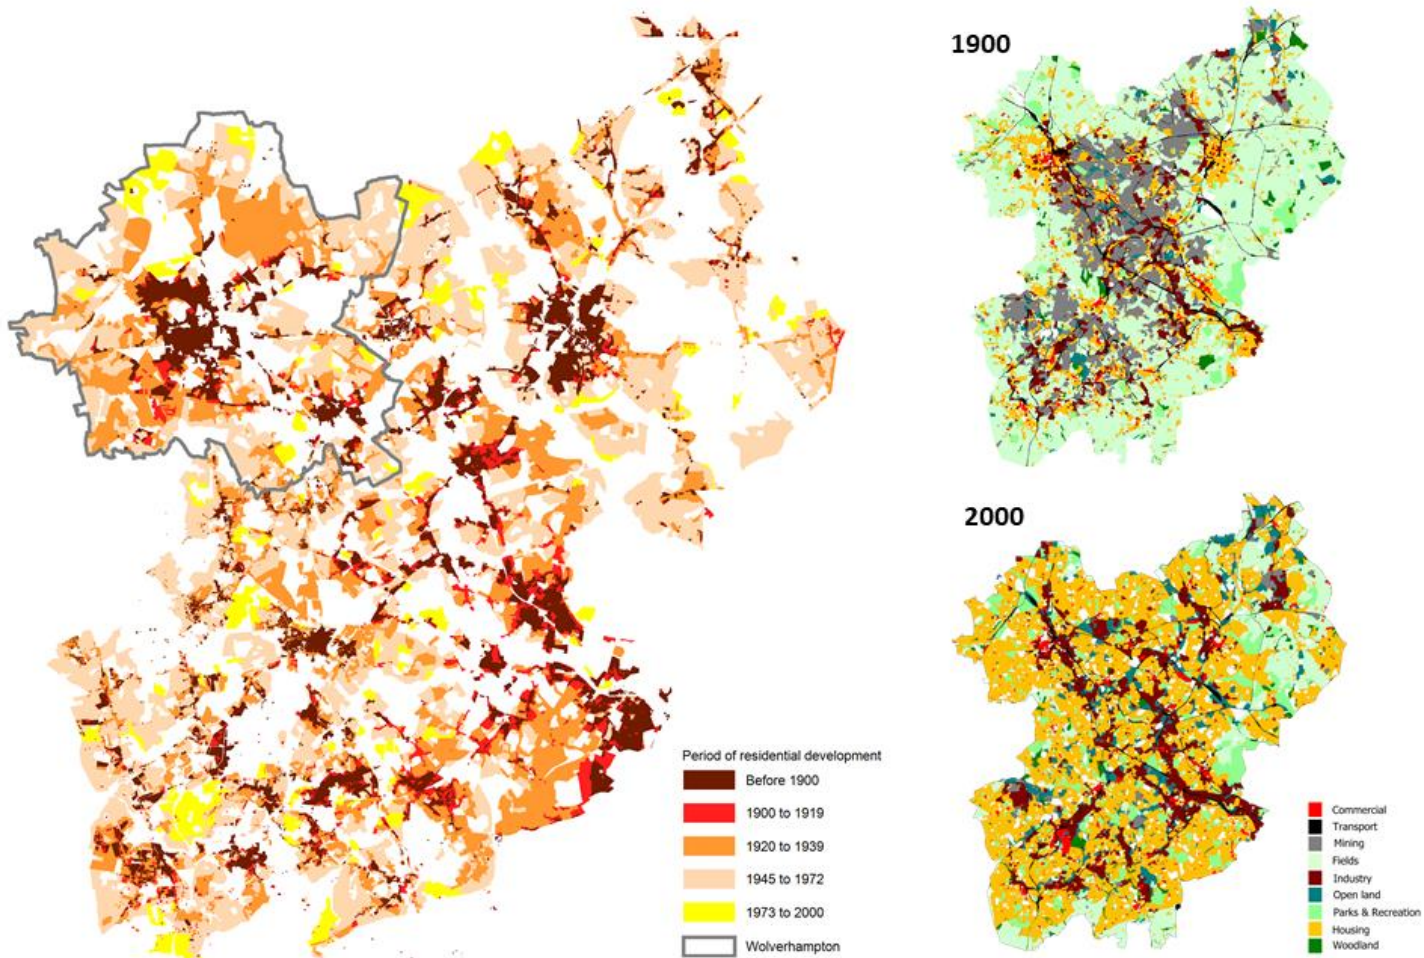 1900
2000
Period of residential development
Before 1900
1900 to 1919
1920 to 1939
1945 to 1972
1973 to 2000
Wolverhampton
Commercial
Transport
Mining
Fields
Industry
Open land
Parks & Recreation
Housing
Woodland